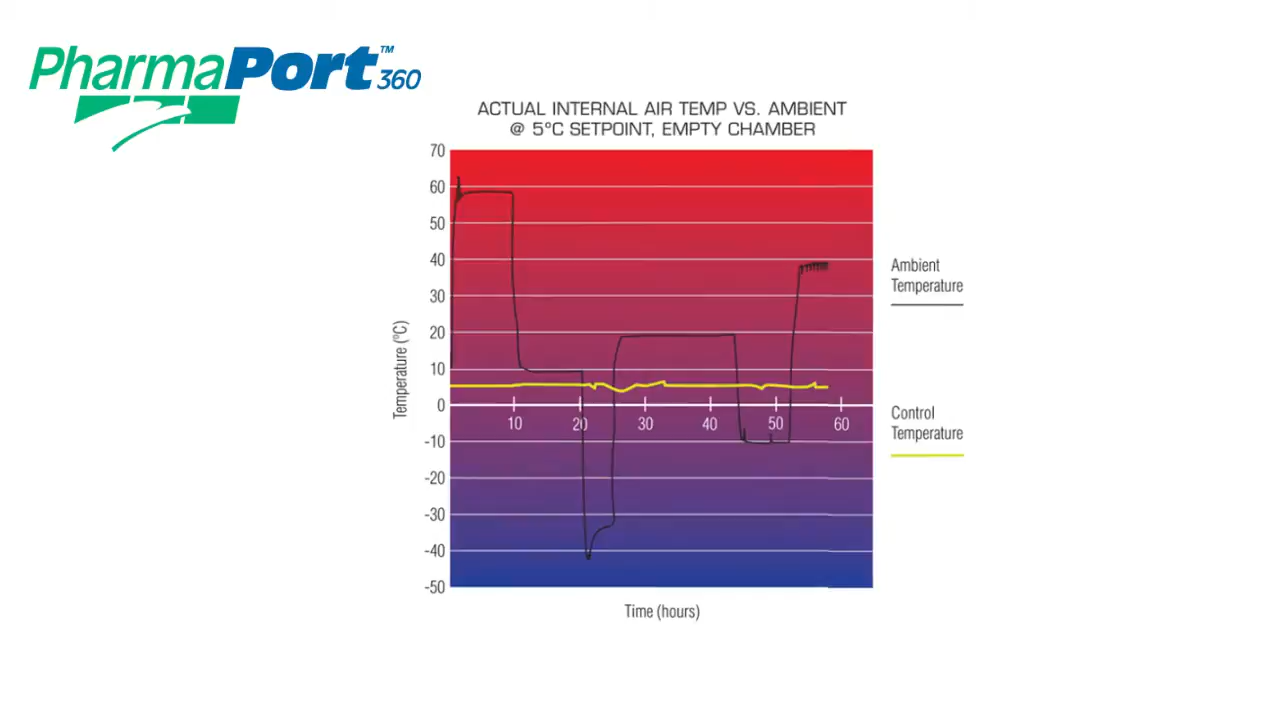 PharmaPort™ 360
ACTUAL INTERNAL AIR TEMP VS. AMBIENT
@ 5°C SETPOINT, EMPTY CHAMBER
70
60
50
40
30
20
10
0
-10
-20
-30
-40
-50
10 20 30 40 50 60
Temperature (°C)
Time (hours)
Ambient
Temperature
Control
Temperature